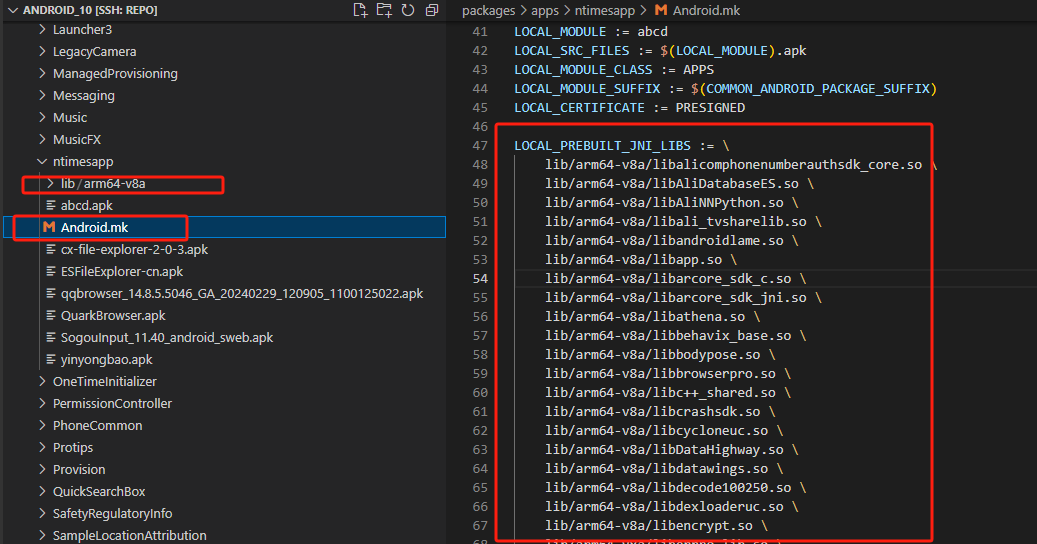 ANDROID_10 [SSH: REPO]
Launcher3
LegacyCamera
ManagedProvisioning
Messaging
Music
MusicFX
ntimesapp
lib / arm64-v8a
abcd.apk
Android.mk
cx-file-explorer-2-0-3.apk
ESFileExplorer-cn.apk
qqbrowser_14.8.5.5046_GA_20240229_120905_1100125022.apk
QuarkBrowser.apk
SogouInput_11.40_android_sweb.apk
yinyongbao.apk
OneTimeInitializer
PermissionController
PhoneCommon
Protips
Provision
QuickSearchBox
SafetyRegulatoryInfo
SampleLocationAttribution
packages > apps > ntimesapp > M Android.mk
41 LOCAL_MODULE := abcd
42 LOCAL_SRC_FILES := $(LOCAL_MODULE).apk
43 LOCAL_MODULE_CLASS := APPS
44 LOCAL_MODULE_SUFFIX := $(COMMON_ANDROID_PACKAGE_SUFFIX)
45 LOCAL_CERTIFICATE := PRESIGNED
46
47 LOCAL_PREBUILT_JNI_LIBS := \
48 lib/arm64-v8a/libalicomphonenumberauthsdk_core.so \
49 lib/arm64-v8a/libAliDatabaseES.so \
50 lib/arm64-v8a/libAliNNPython.so \
51 lib/arm64-v8a/libali_tvsharelib.so \
52 lib/arm64-v8a/libandroidlame.so \
53 lib/arm64-v8a/libapp.so \
54 lib/arm64-v8a/libarcore_sdk_c.so \
55 lib/arm64-v8a/libarcore_sdk_jni.so \
56 lib/arm64-v8a/libathena.so \
57 lib/arm64-v8a/libbehavix_base.so \
58 lib/arm64-v8a/libbodypose.so \
59 lib/arm64-v8a/libbrowserpro.so \
60 lib/arm64-v8a/libc++_shared.so \
61 lib/arm64-v8a/libcrashsdk.so \
62 lib/arm64-v8a/libcycloneuc.so \
63 lib/arm64-v8a/libDataHighway.so \
64 lib/arm64-v8a/libdatawings.so \
65 lib/arm64-v8a/libdecode100250.so \
66 lib/arm64-v8a/libdexloaderuc.so \
67 lib/arm64-v8a/libencrypt.so \